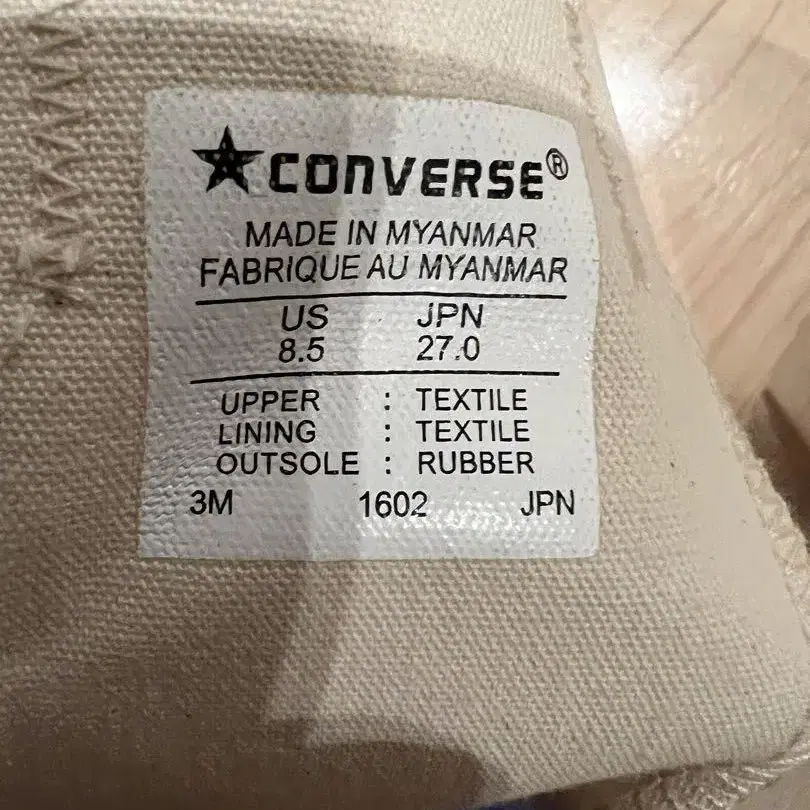 CONVERSE®
MADE IN MYANMAR
FABRIQUE AU MYANMAR
US JPN
8.5 27.0
UPPER : TEXTILE
LINING : TEXTILE
OUTSOLE : RUBBER
3M 1602 JPN